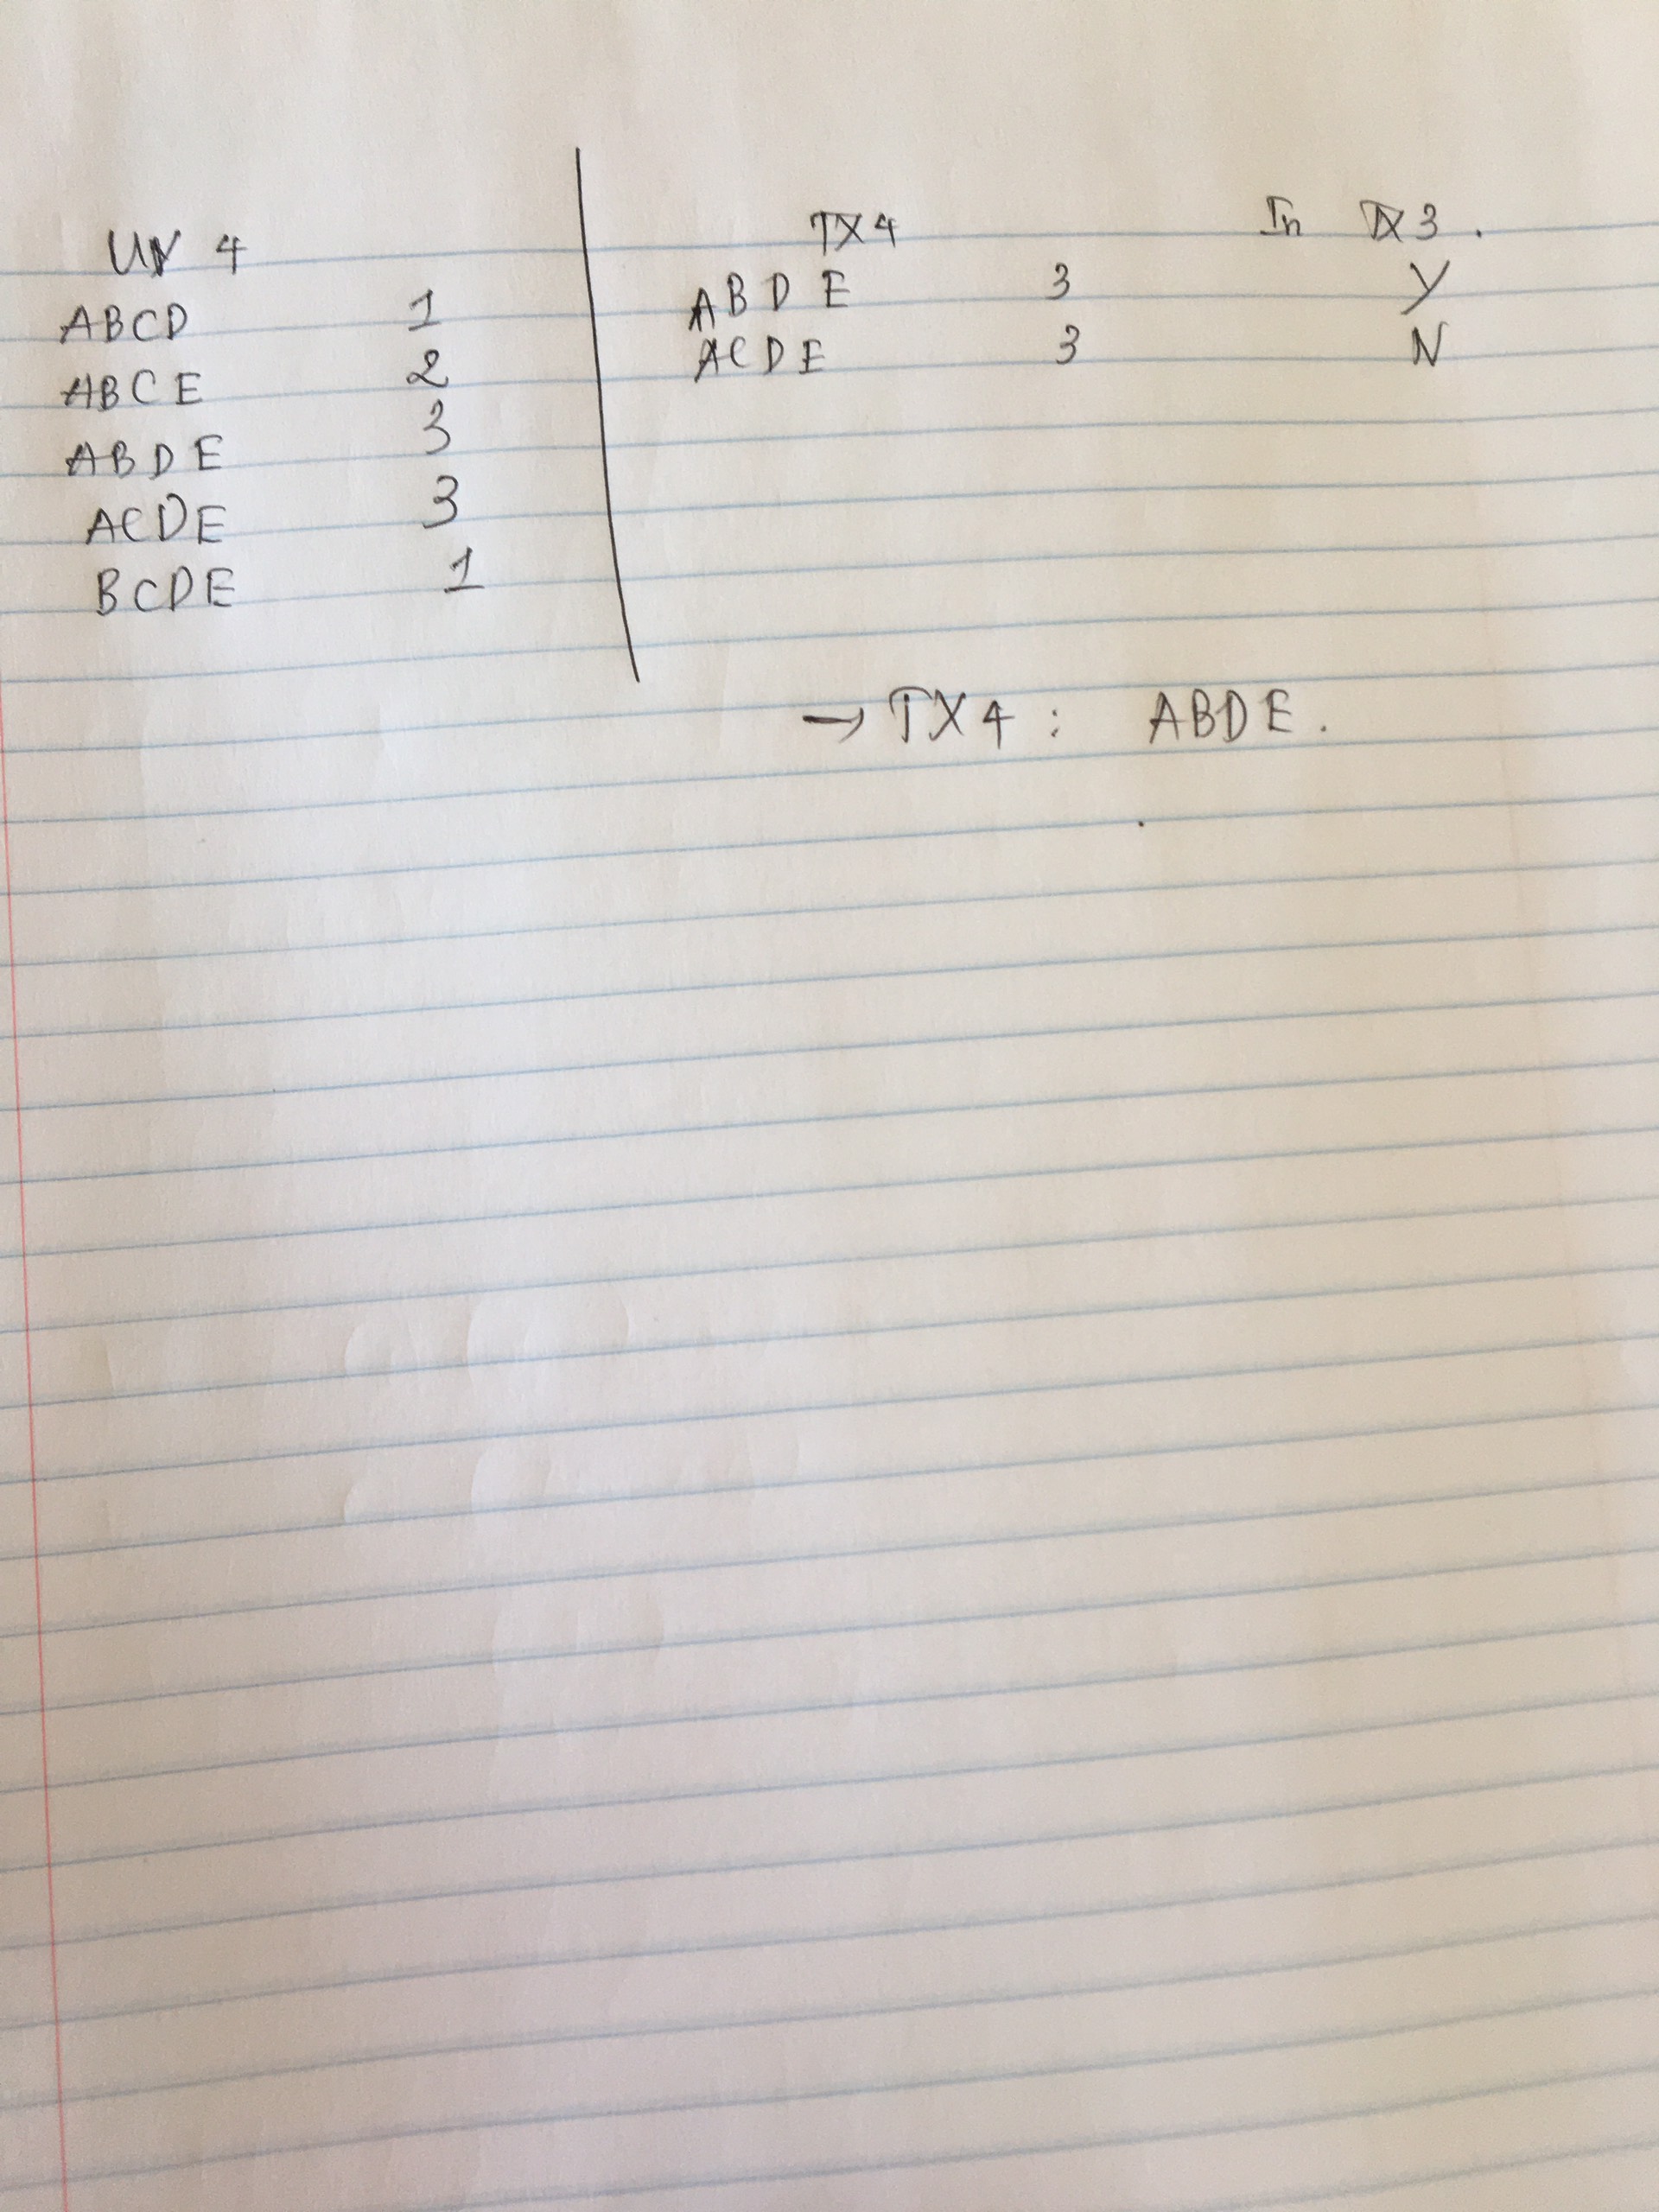 UN 4
ABCD 1
ABCE 2
ABDE 3
ACDE 3
BCDE 1
TX4 In TX3.
ABDE 3 Y
ACDE 3 N
→ TX4 : ABDE.